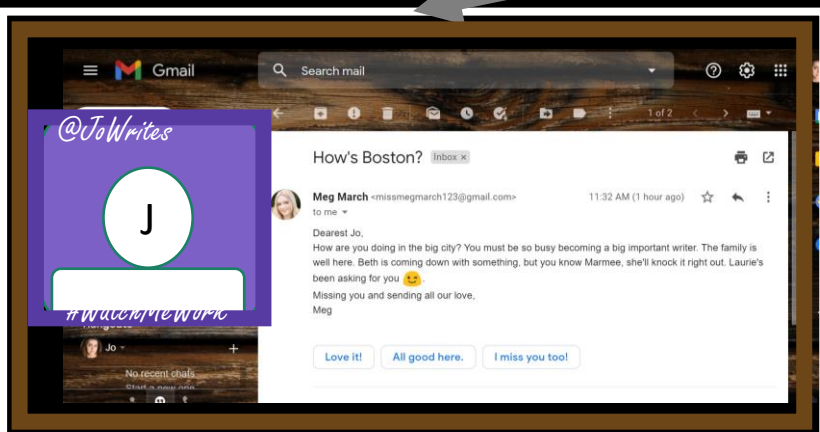 Gmail
Search mail
1 of 2
@JoWrites
J
#WatchMeWork
How's Boston?
Inbox ×
Meg March <missmegmarch123@gmail.com>
11:32 AM (1 hour ago)
to me
Dearest Jo,
How are you doing in the big city? You must be so busy becoming a big important writer. The family is
well here. Beth is coming down with something, but you know Marmee, she'll knock it right out. Laurie's
been asking for you 😉.
Missing you and sending all our love,
Meg
Love it!
All good here.
I miss you too!
Hangouts
Jo
+
No recent chats
Start a new one